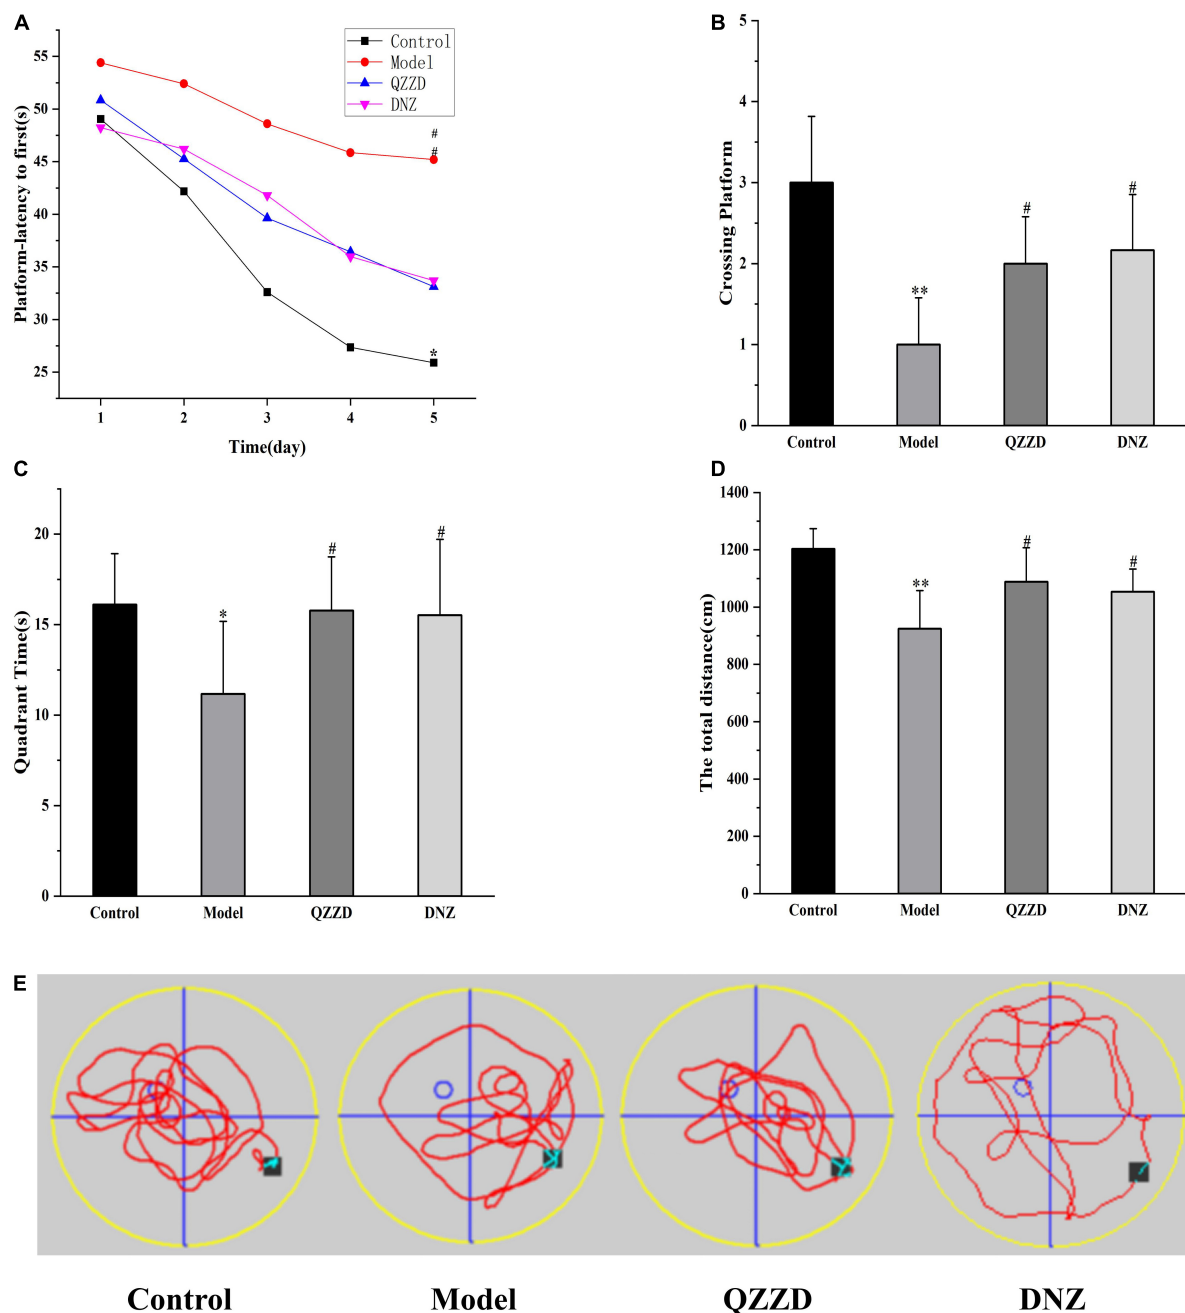 A
Platform-latency to first(s)
55
50
45
40
35
30
25
1 2 3 4 5
Time(day)
Control
Model
QZZD
DNZ
#
#
*
B
Crossing Platform
5
4
3
2
1
0
**
#
#
Control Model QZZD DNZ
C
Quadrant Time(s)
20
15
10
5
0
*
#
#
Control Model QZZD DNZ
D
The total distance(cm)
1400
1200
1000
800
600
400
200
0
**
#
#
Control Model QZZD DNZ
E
Control Model QZZD DNZ